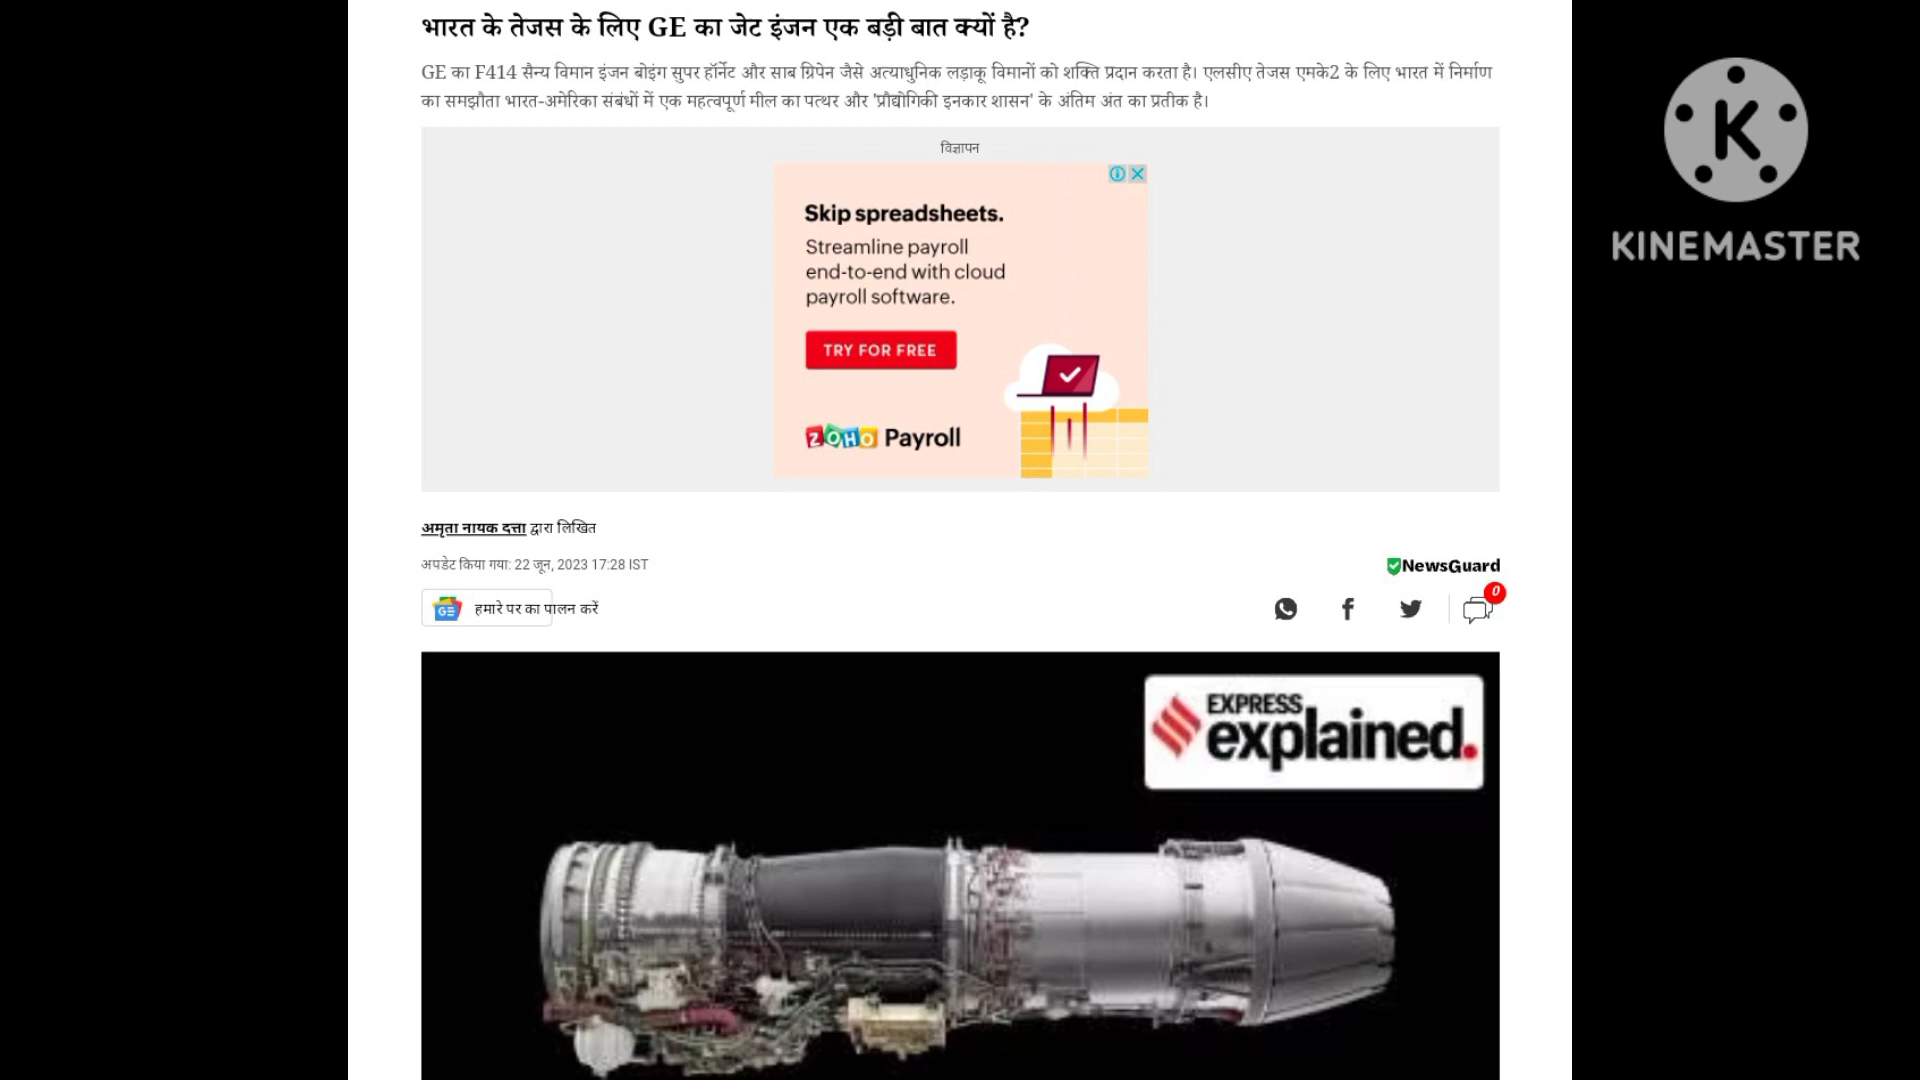 भारत के तेजस के लिए GE का जेट इंजन एक बड़ी बात क्यों है?
GE का F414 सैन्य विमान इंजन बोइंग सुपर हॉर्नेट और साब ग्रिपेन जैसे अत्याधुनिक लड़ाकू विमानों को शक्ति प्रदान करता है। एलसीए तेजस एमके2 के लिए भारत में निर्माण
का समझौता भारत-अमेरिका संबंधों में एक महत्वपूर्ण मील का पत्थर और 'प्रौद्योगिकी इनकार शासन' के अंतिम अंत का प्रतीक है।
विज्ञापन
Skip spreadsheets.
Streamline payroll
end-to-end with cloud
payroll software.
TRY FOR FREE
ZOHO Payroll
K
KINEMASTER
अमृता नायक दत्ता द्वारा लिखित
अपडेट किया गया: 22 जून, 2023 17:28 IST
NewsGuard
GE हमारे पर का पालन करें
0
EXPRESS
explained.